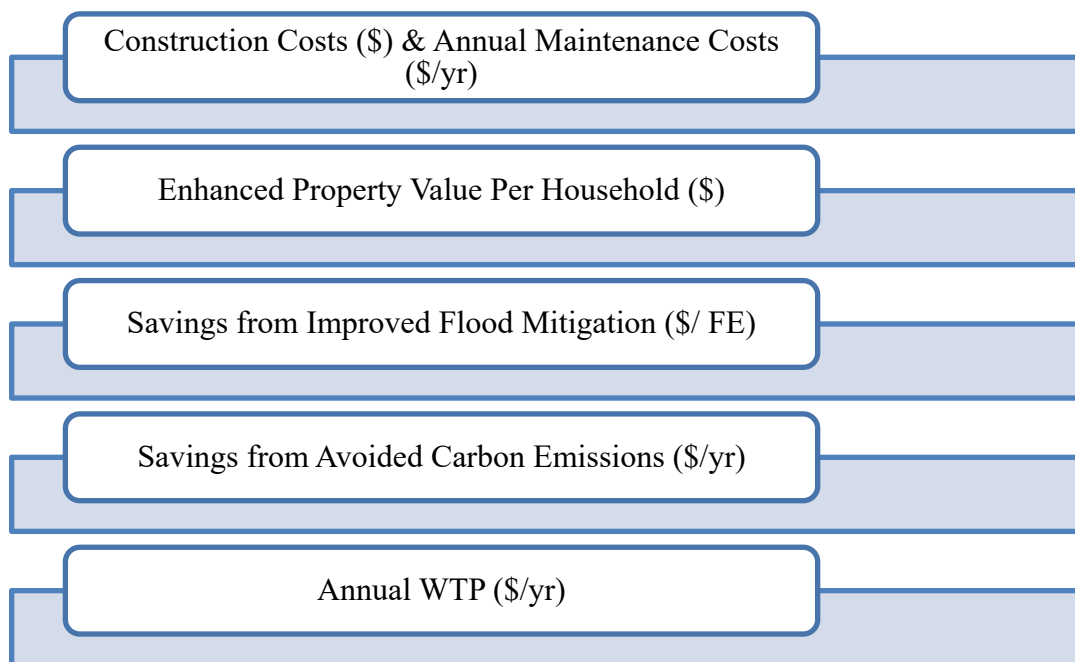 Construction Costs ($) & Annual Maintenance Costs
($/yr)
Enhanced Property Value Per Household ($)
Savings from Improved Flood Mitigation ($/ FE)
Savings from Avoided Carbon Emissions ($/yr)
Annual WTP ($/yr)